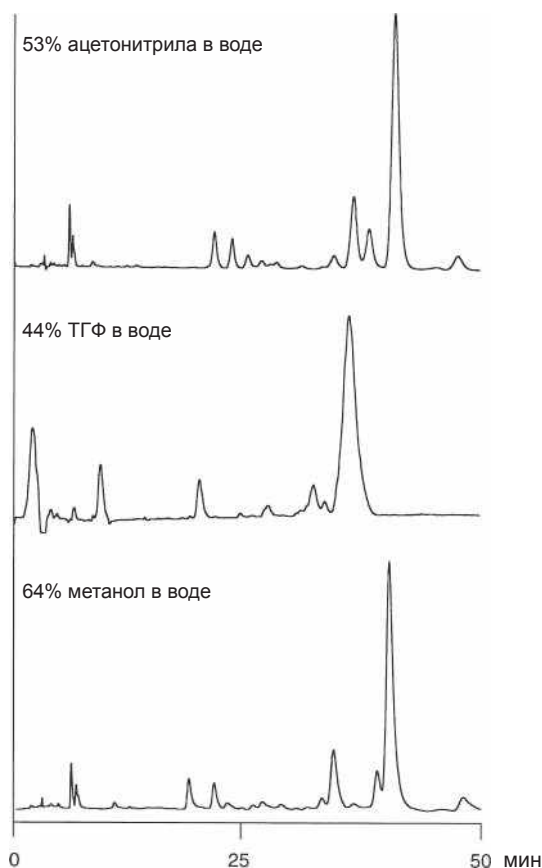 53% ацетонитрила в воде
44% ТГФ в воде
64% метанол в воде
0 25 50 мин